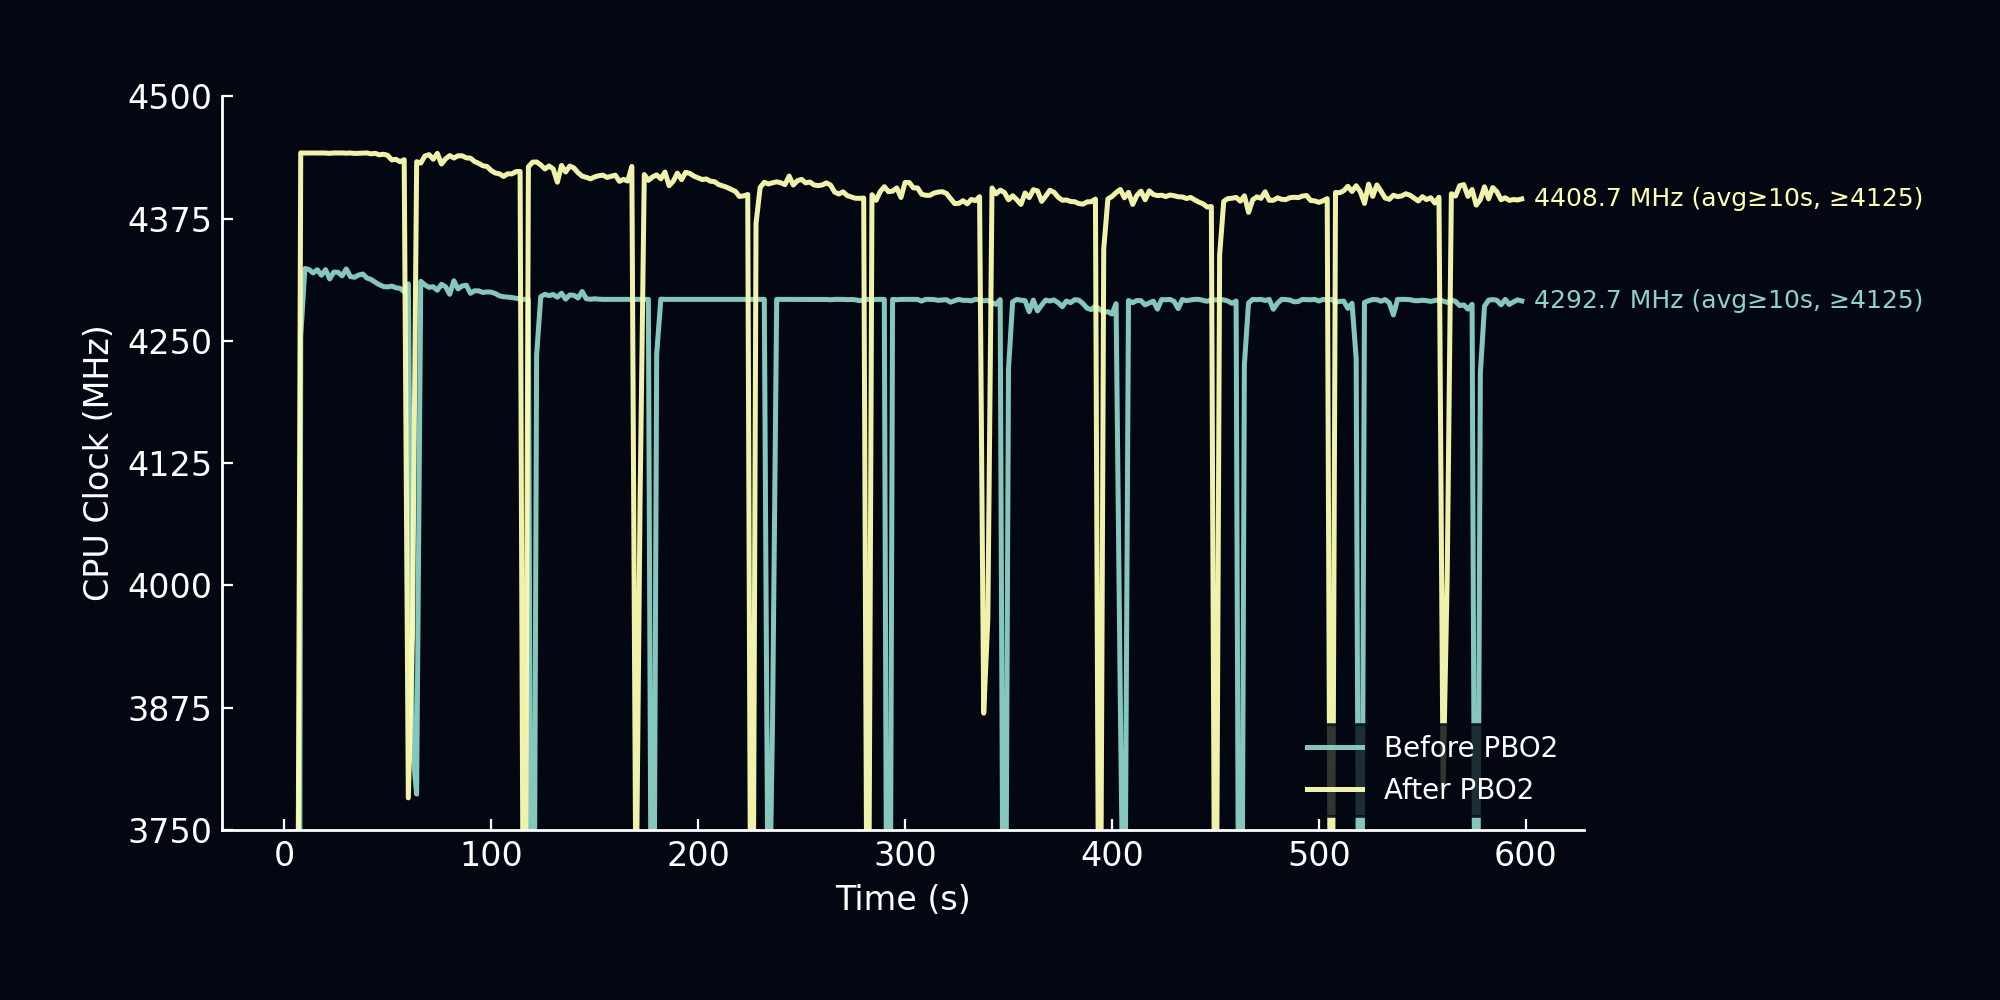 4500
4375
4250
4125
4000
3875
3750
CPU Clock (MHz)
4408.7 MHz (avg≥10s, ≥4125)
4292.7 MHz (avg≥10s, ≥4125)
Before PBO2
After PBO2
0 100 200 300 400 500 600
Time (s)